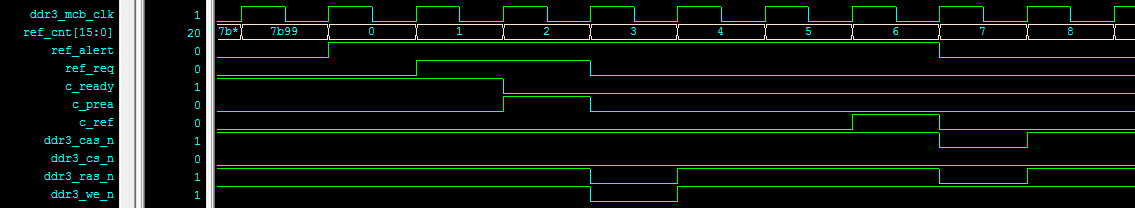 ddr3_mcb_clk 1
ref_cnt[15:0] 20 7b* 7b99 0 1 2 3 4 5 6 7 8
ref_alert 0
ref_req 0
c_ready 1
c_prea 0
c_ref 0
ddr3_cas_n 1
ddr3_cs_n 0
ddr3_ras_n 1
ddr3_we_n 1